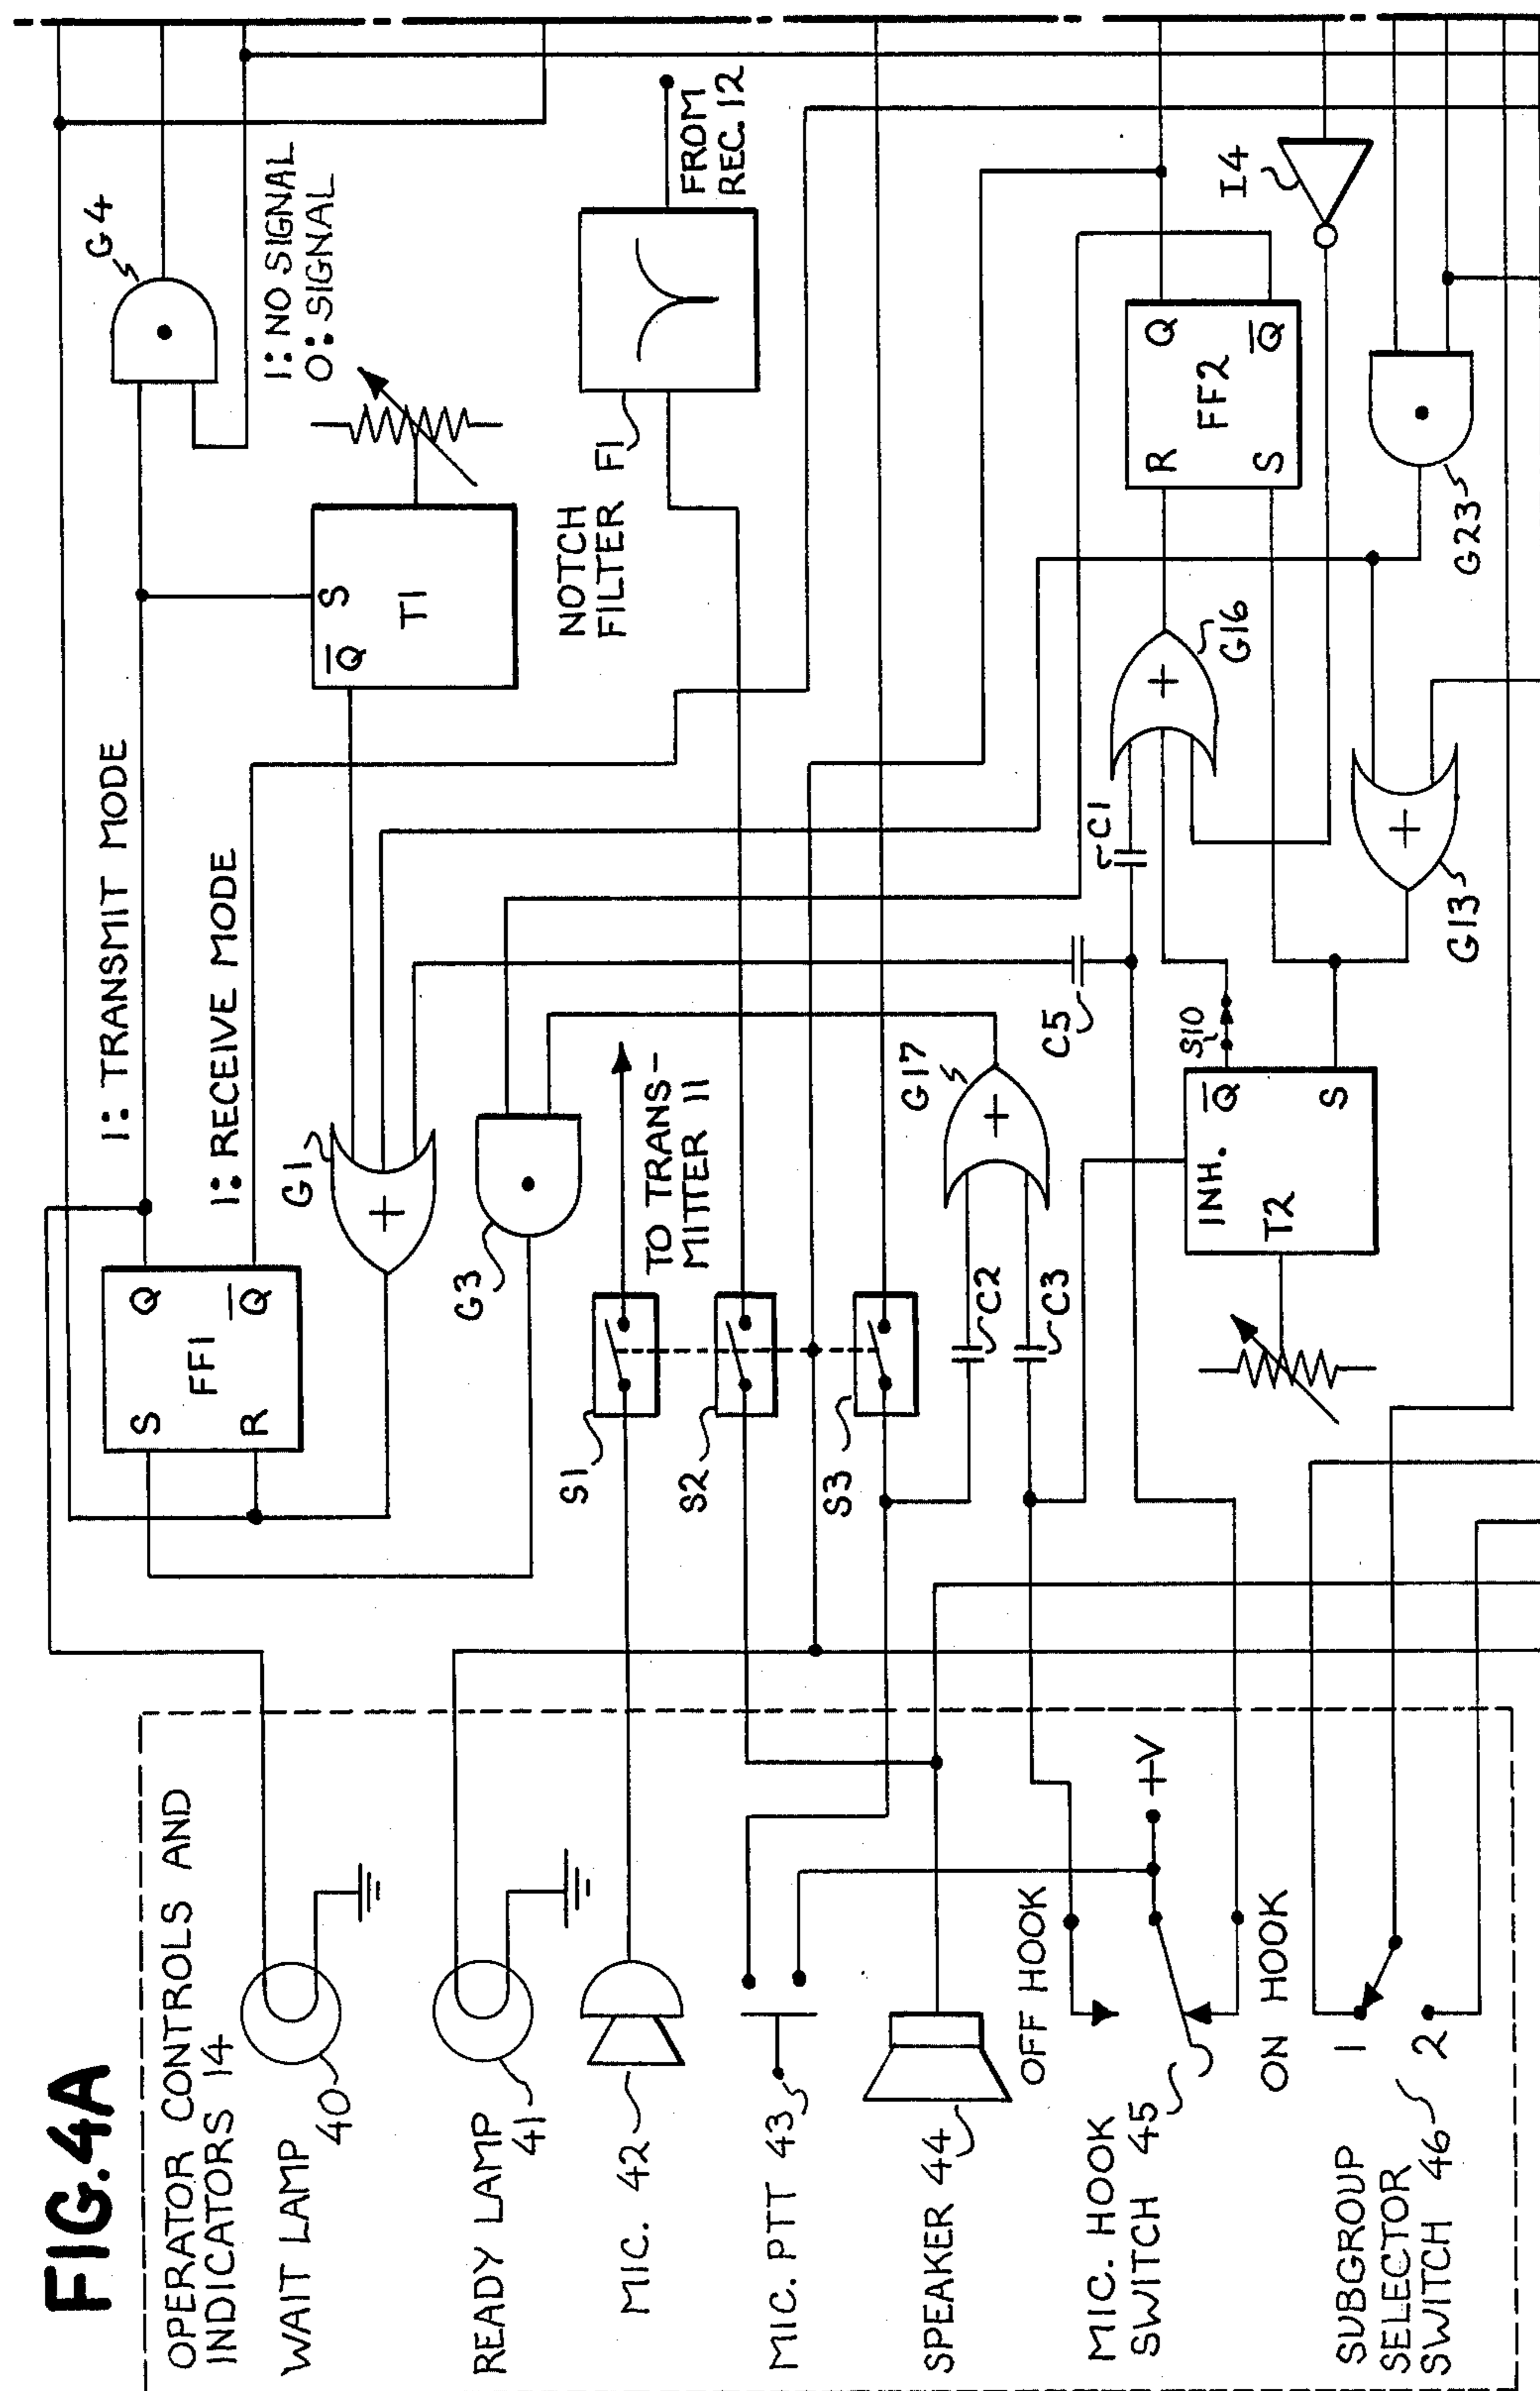 FIG.4A
OPERATOR CONTROLS AND
INDICATORS 14
WAIT LAMP
40
READY LAMP
41
MIC. 42
MIC. PTT 43
SPEAKER 44
OFF HOOK
+V
MIC. HOOK
SWITCH 45
ON HOOK
SUBGROUP
SELECTOR
SWITCH 46
1
2
S
R
FF1
Q
Q̅
1: TRANSMIT MODE
1: RECEIVE MODE
G1
G3
S1
S2
S3
TO TRANS-
MITTER 11
G17
C2
C3
C5
C1
INH.
T2
Q̅
S
S10
G13
G16
G23
R
S
FF2
Q
Q̅
I4
Q̅
S
T1
NOTCH
FILTER F1
FROM
REC. 12
1: NO SIGNAL
0: SIGNAL
G4